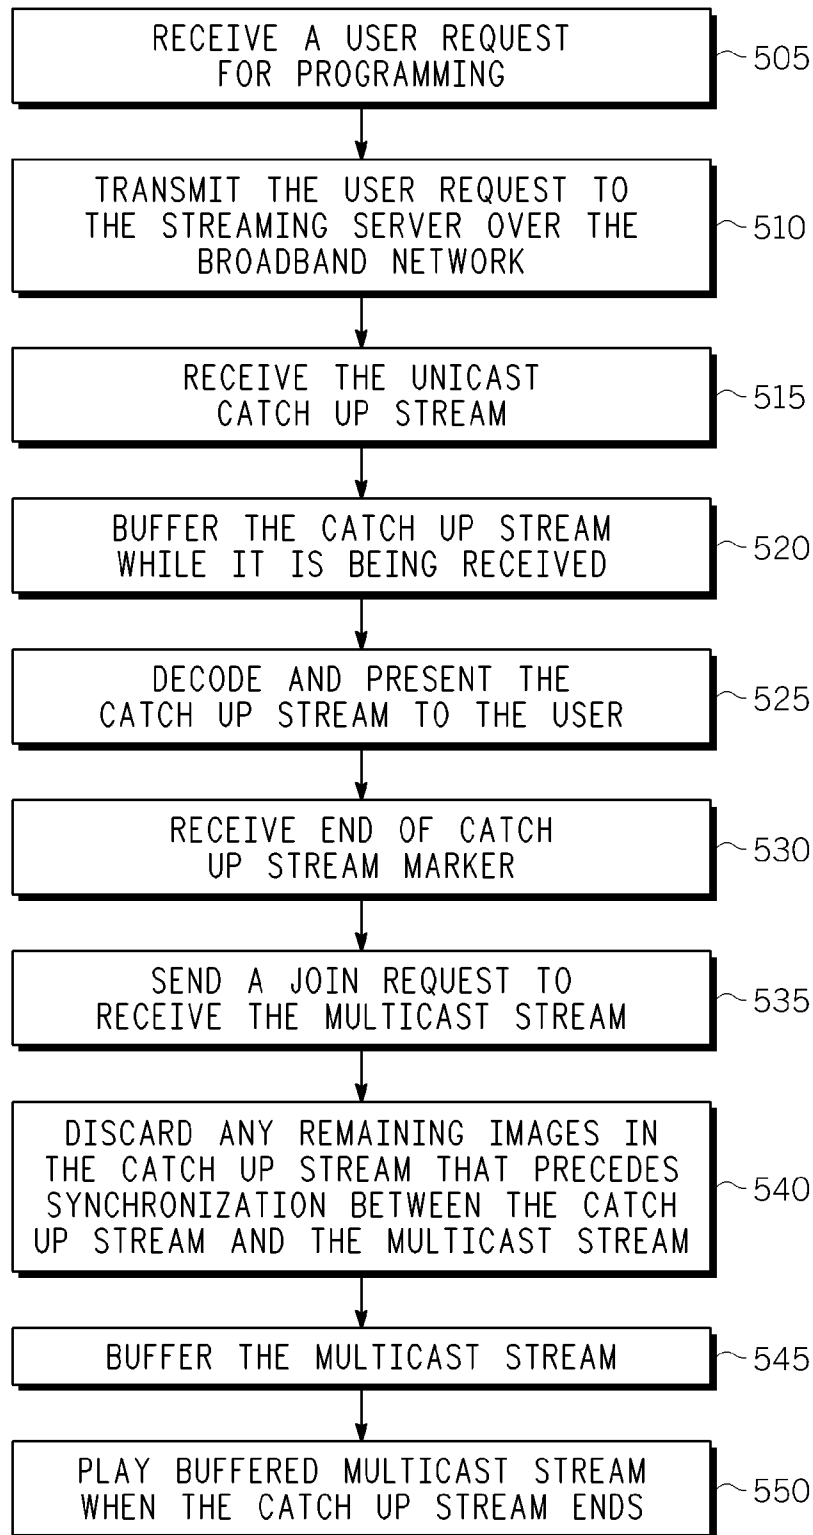 RECEIVE A USER REQUEST
FOR PROGRAMMING
505
TRANSMIT THE USER REQUEST TO
THE STREAMING SERVER OVER THE
BROADBAND NETWORK
510
RECEIVE THE UNICAST
CATCH UP STREAM
515
BUFFER THE CATCH UP STREAM
WHILE IT IS BEING RECEIVED
520
DECODE AND PRESENT THE
CATCH UP STREAM TO THE USER
525
RECEIVE END OF CATCH
UP STREAM MARKER
530
SEND A JOIN REQUEST TO
RECEIVE THE MULTICAST STREAM
535
DISCARD ANY REMAINING IMAGES IN
THE CATCH UP STREAM THAT PRECEDES
SYNCHRONIZATION BETWEEN THE CATCH
UP STREAM AND THE MULTICAST STREAM
540
BUFFER THE MULTICAST STREAM
545
PLAY BUFFERED MULTICAST STREAM
WHEN THE CATCH UP STREAM ENDS
550